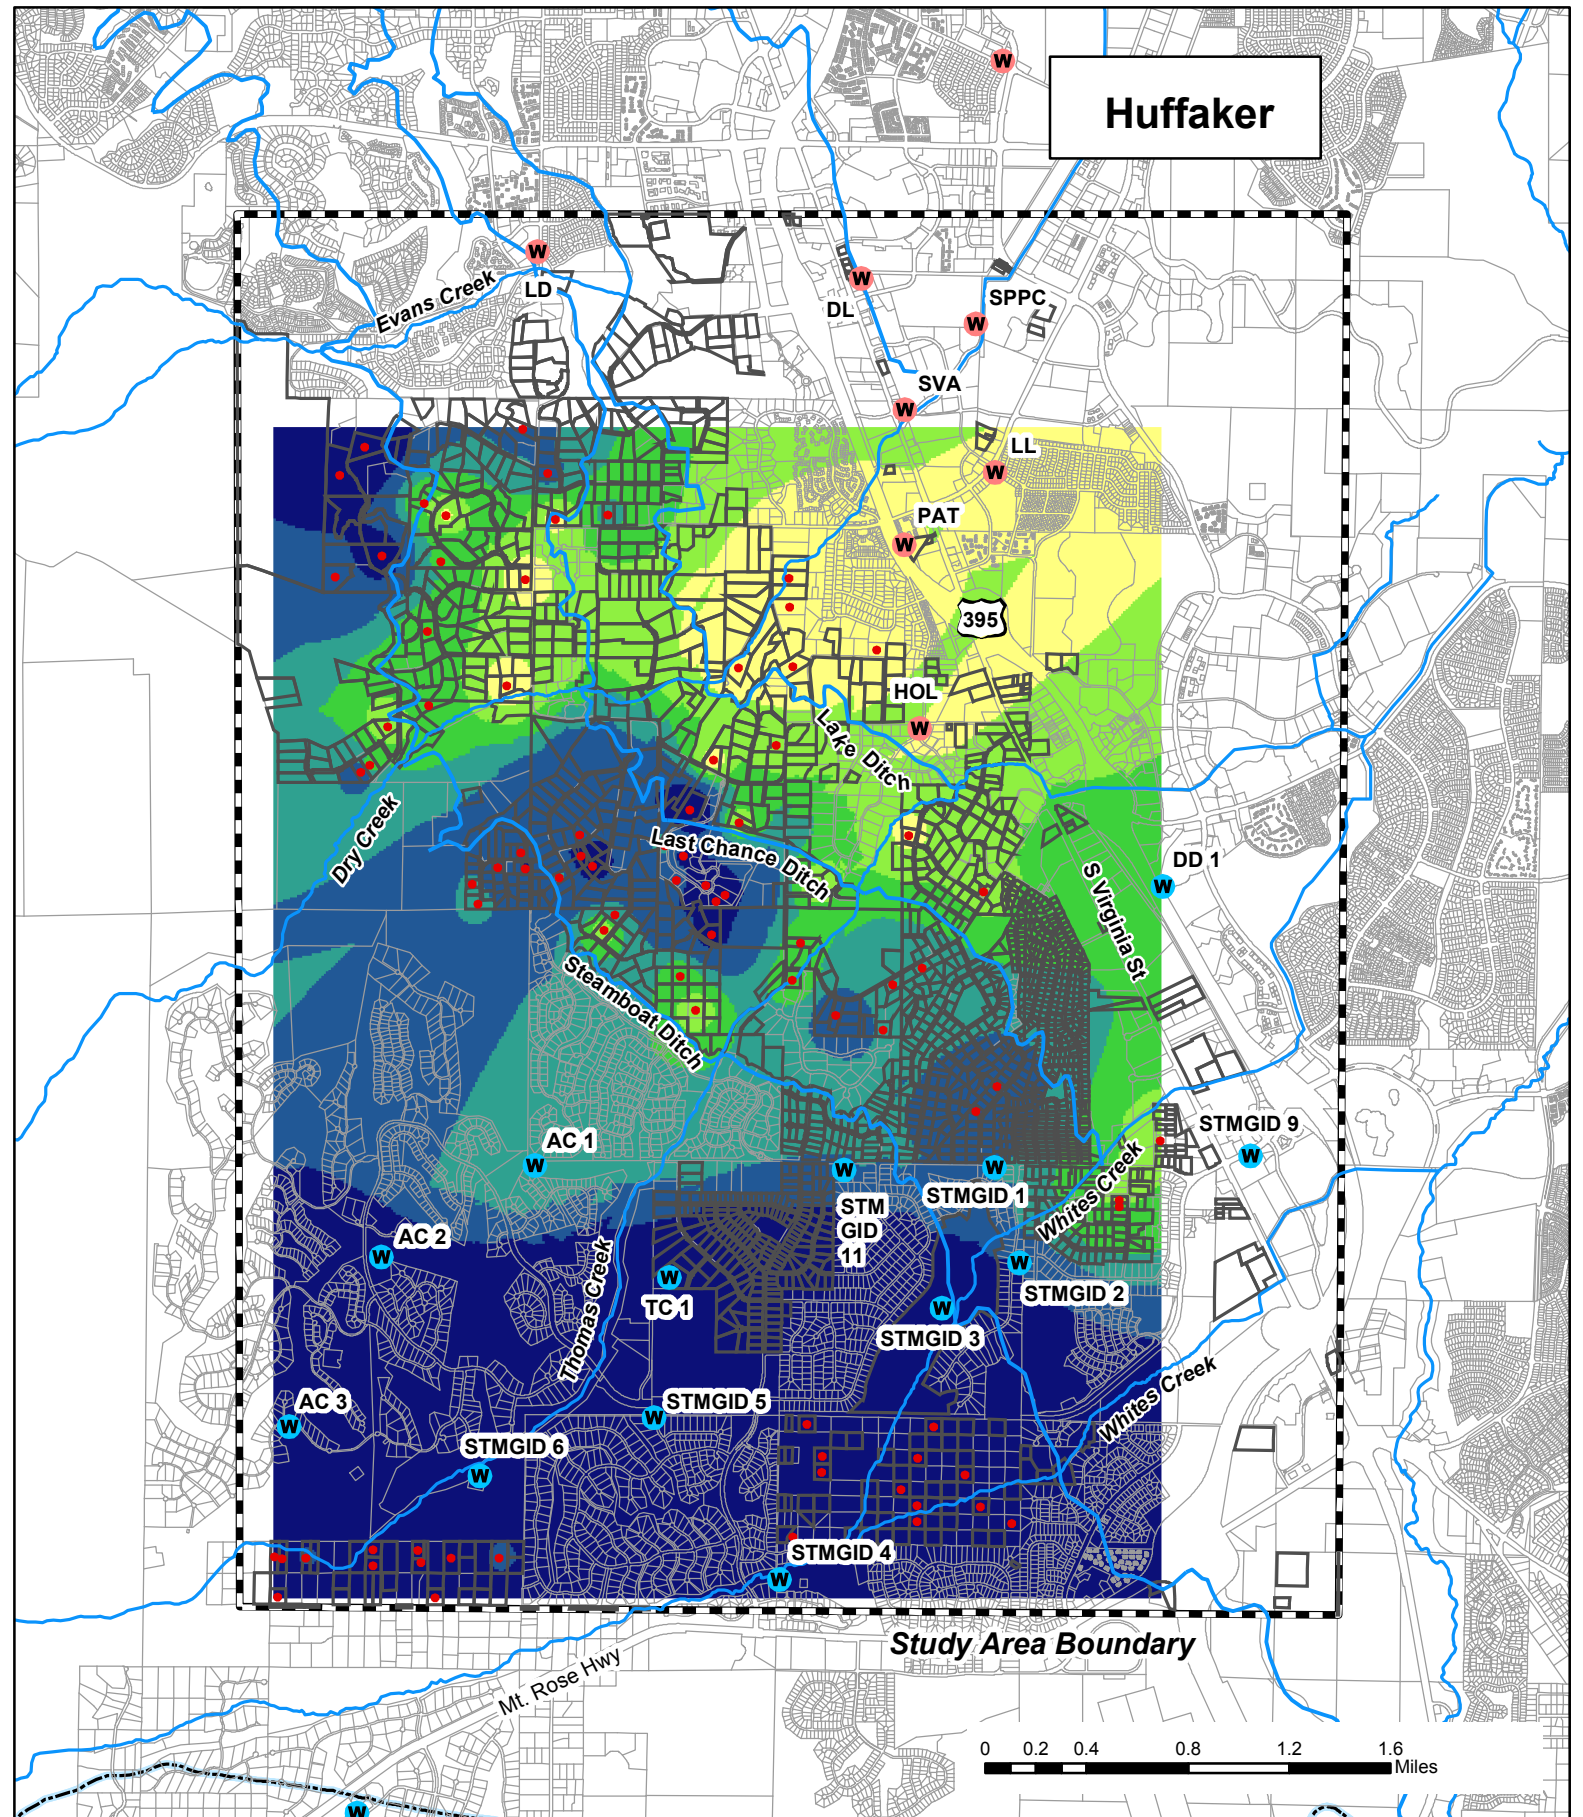 W
Huffaker
W
LD
Evans Creek
W
DL
SPPC
W
SVA
W
LL
W
PAT
W
395
HOL
W
Lake Ditch
Dry Creek
Last Chance Ditch
S Virginia St
DD 1
W
Steamboat Ditch
AC 1
W
W
STM
GID
11
W
STMGID 1
Whites Creek
STMGID 9
W
AC 2
W
Thomas Creek
W
TC 1
W
STMGID 2
W
STMGID 3
AC 3
W
STMGID 5
W
STMGID 6
W
Whites Creek
STMGID 4
W
Study Area Boundary
Mt. Rose Hwy
0 0.2 0.4 0.8 1.2 1.6
Miles
W